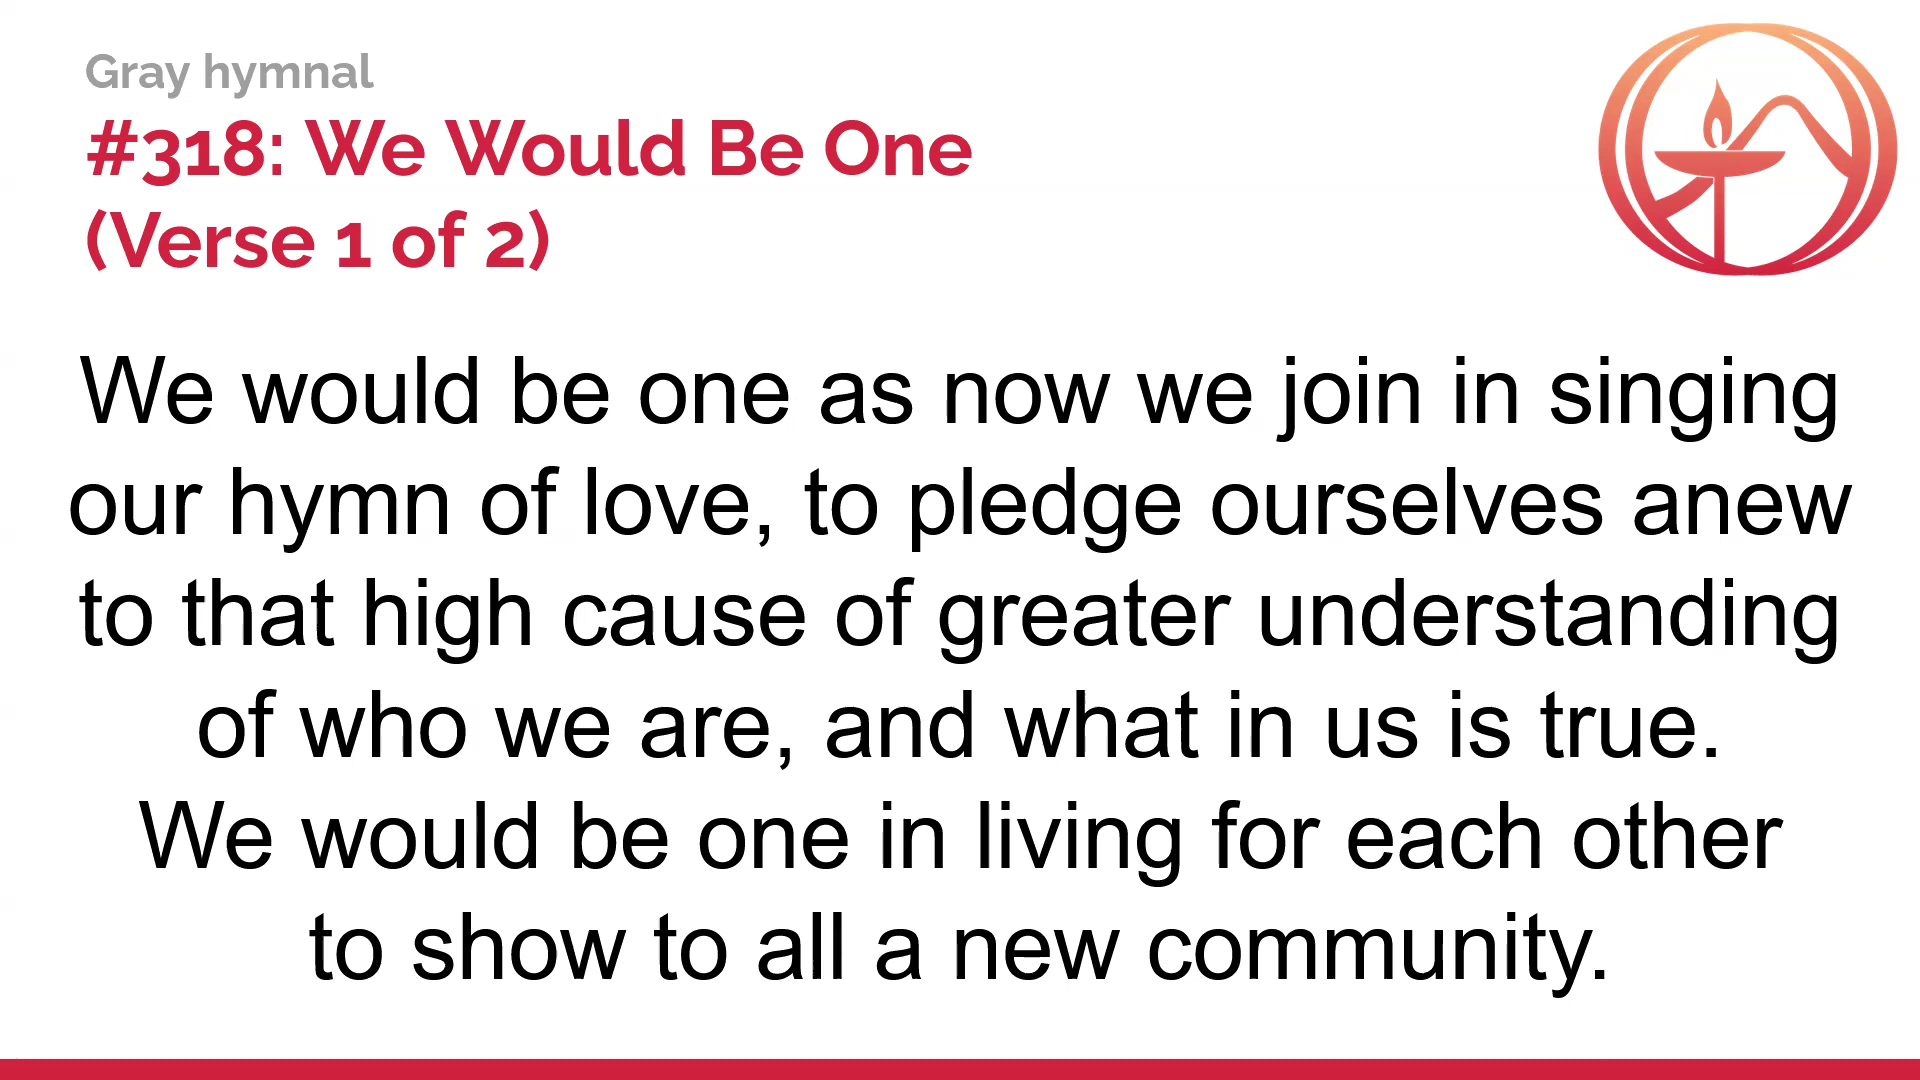 Gray hymnal
#318: We Would Be One
(Verse 1 of 2)
We would be one as now we join in singing
our hymn of love, to pledge ourselves anew
to that high cause of greater understanding
of who we are, and what in us is true.
We would be one in living for each other
to show to all a new community.